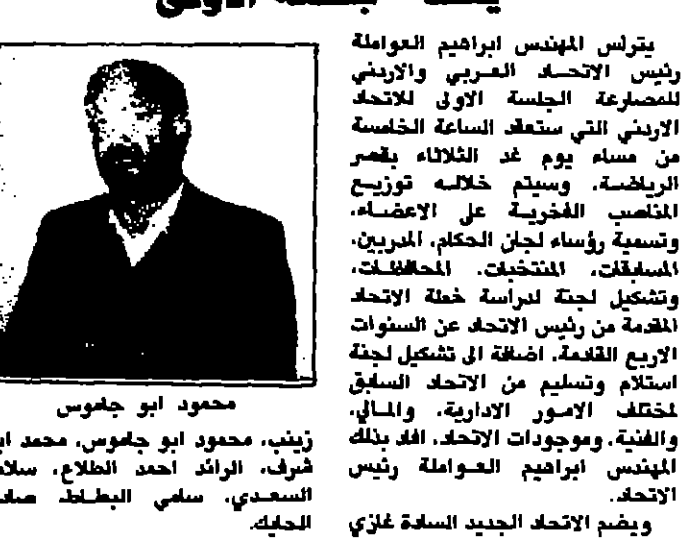 يترأس المهندس ابراهيم العواملة
رئيس الاتحاد العربي والاردني
للمصارعة الجلسة الاولى للاتحاد
الاردني التي ستعقد الساعة الخامسة
من مساء يوم غد الثلاثاء بقصر
الرياضة. وسيتم خلاله توزيع
المناصب الفخرية على الاعضاء.
وتسمية رؤساء لجان الحكام، المدربين،
المسابقات، المنتخبات، المحافظات،
وتشكيل لجنة لدراسة خطة الاتحاد
المقدمة من رئيس الاتحاد عن السنوات
الاربع القادمة. اضافة الى تشكيل لجنة
استلام وتسليم من الاتحاد السابق
لمختلف الامور الادارية، والمالية،
والفنية، وموجودات الاتحاد. افاد بذلك
المهندس ابراهيم العواملة رئيس
الاتحاد.
ويضم الاتحاد الجديد السادة غازي
محمود ابو جاموس
زينب، محمود ابو جاموس، محمد
شرف، الرائد احمد الطلاع،
السعدي، سامي البطاط،
الحايك.